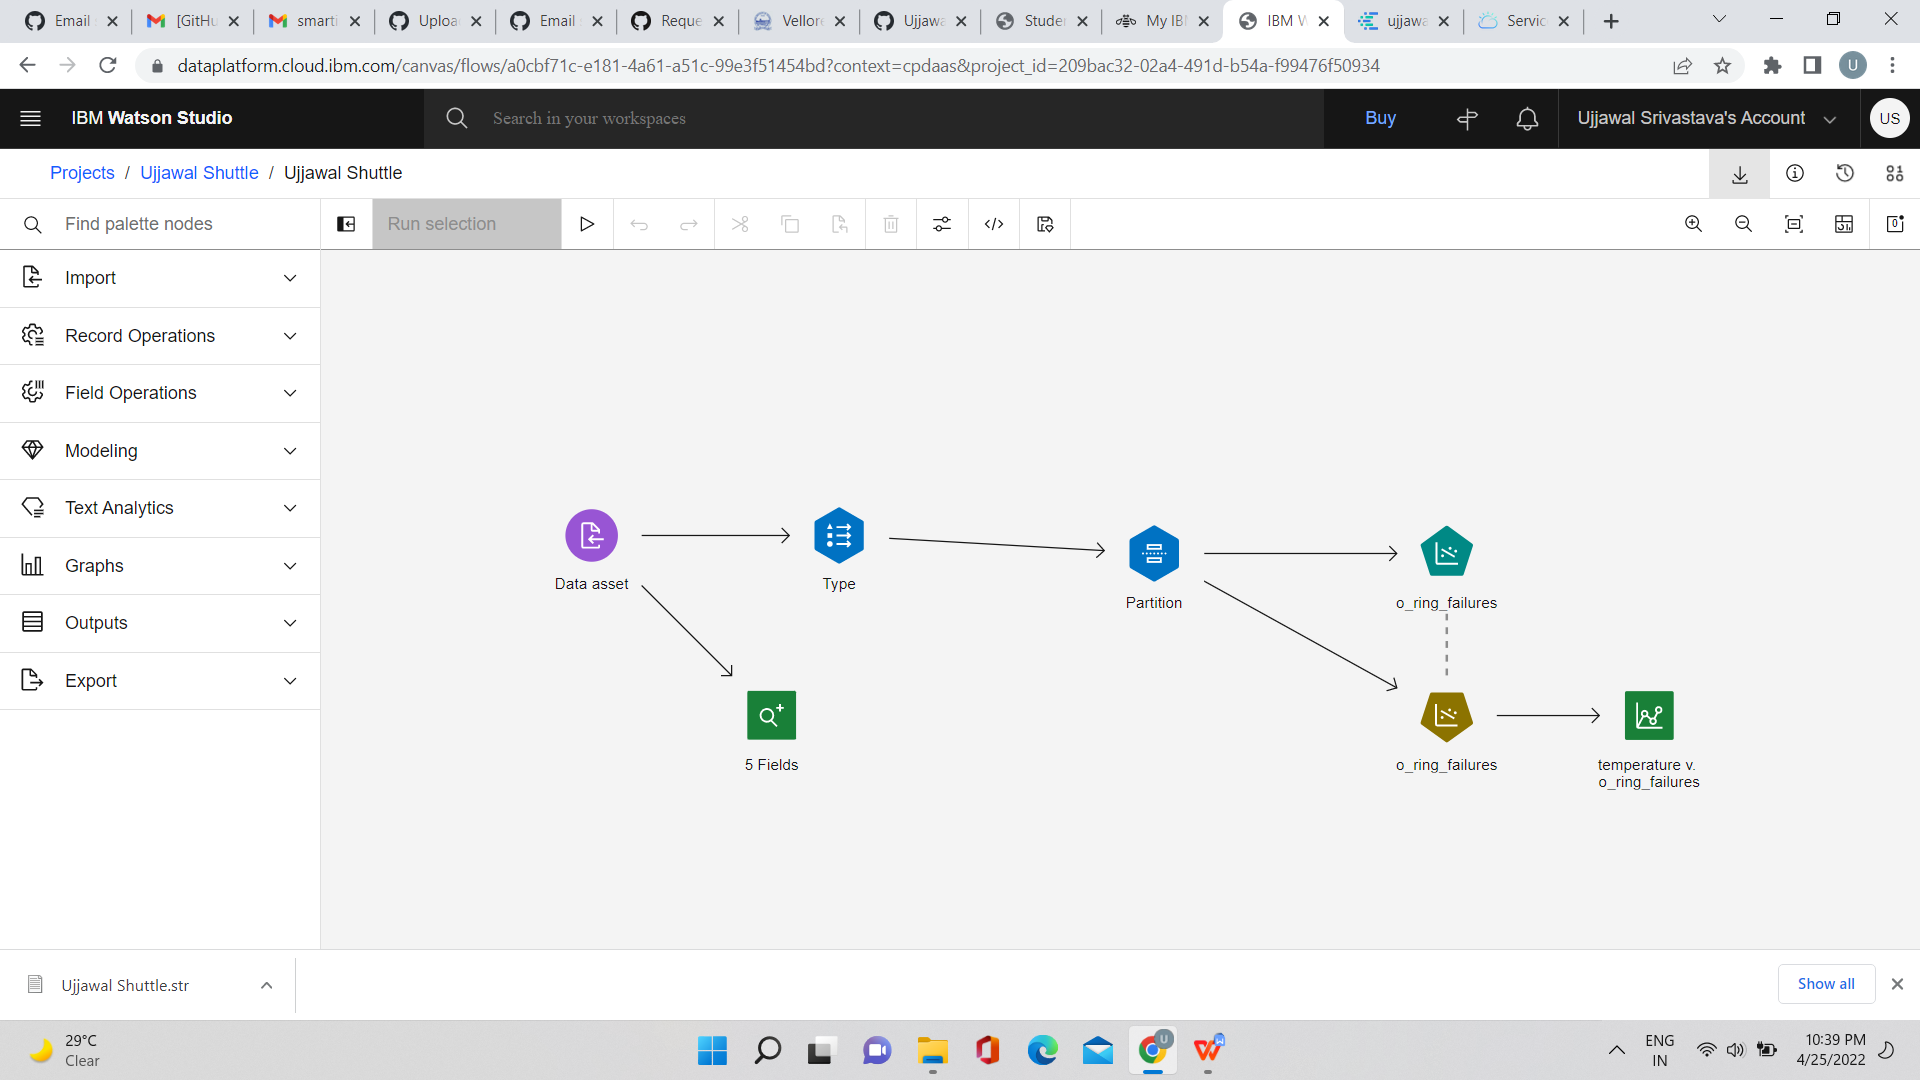 Email
[GitHu
smarti
Uploa
Email
Reque
Vellore
Ujjawa
Studen
My IBM
IBM W
ujjawa
Servic
dataplatform.cloud.ibm.com/canvas/flows/a0cbf71c-e181-4a61-a51c-99e3f51454bd?context=cpdaas&project_id=209bac32-02a4-491d-b54a-f99476f50934
U
IBM Watson Studio
Search in your workspaces
Buy
Ujjawal Srivastava's Account
US
Projects / Ujjawal Shuttle / Ujjawal Shuttle
Find palette nodes
Run selection
Import
Record Operations
Field Operations
Modeling
Text Analytics
Graphs
Outputs
Export
Data asset
Type
Partition
o_ring_failures
5 Fields
o_ring_failures
temperature v.
o_ring_failures
Ujjawal Shuttle.str
Show all
29°C
Clear
ENG
IN
10:39 PM
4/25/2022